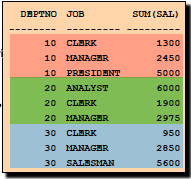 DEPTNO JOB SUM(SAL)
-------- --------- --------
10 CLERK 1300
10 MANAGER 2450
10 PRESIDENT 5000
20 ANALYST 6000
20 CLERK 1900
20 MANAGER 2975
30 CLERK 950
30 MANAGER 2850
30 SALESMAN 5600